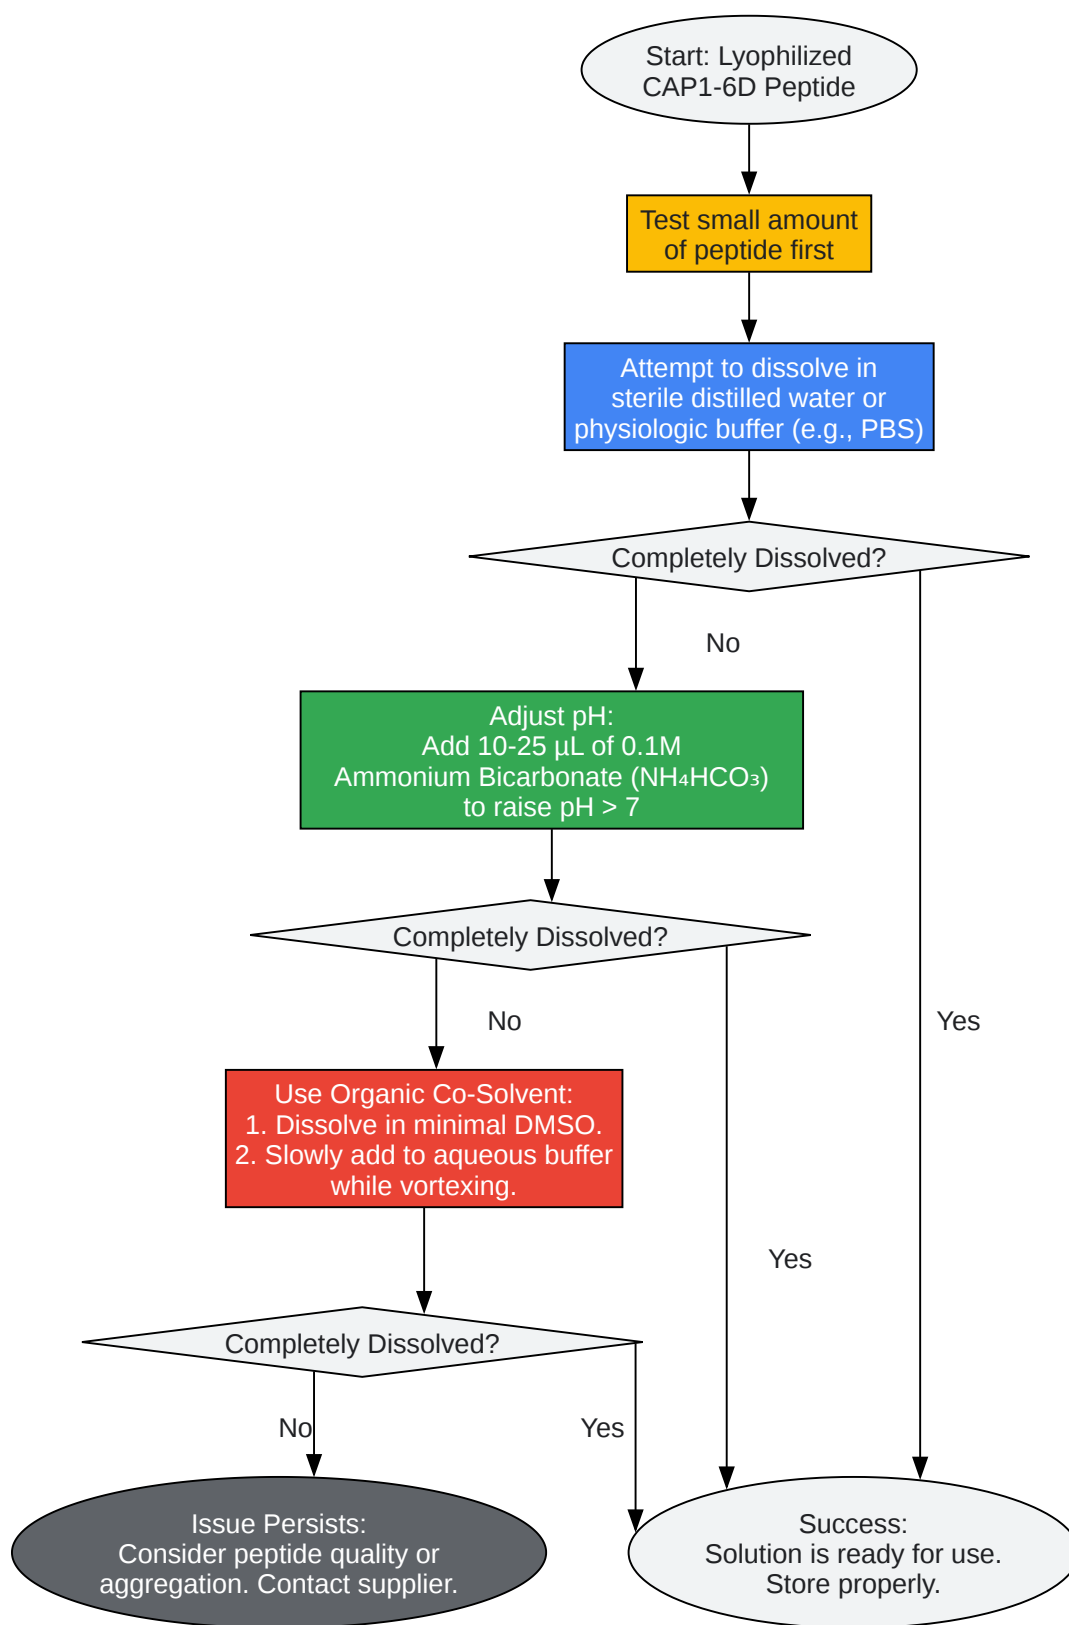 Start: Lyophilized
CAP1-6D Peptide
Test small amount
of peptide first
Attempt to dissolve in
sterile distilled water or
physiologic buffer (e.g., PBS)
Completely Dissolved?
No
Adjust pH:
Add 10-25 µL of 0.1M
Ammonium Bicarbonate (NH₄HCO₃)
to raise pH > 7
Completely Dissolved?
No
Yes
Use Organic Co-Solvent:
1. Dissolve in minimal DMSO.
2. Slowly add to aqueous buffer
while vortexing.
Yes
Completely Dissolved?
No
Yes
Issue Persists:
Consider peptide quality or
aggregation. Contact supplier.
Success:
Solution is ready for use.
Store properly.